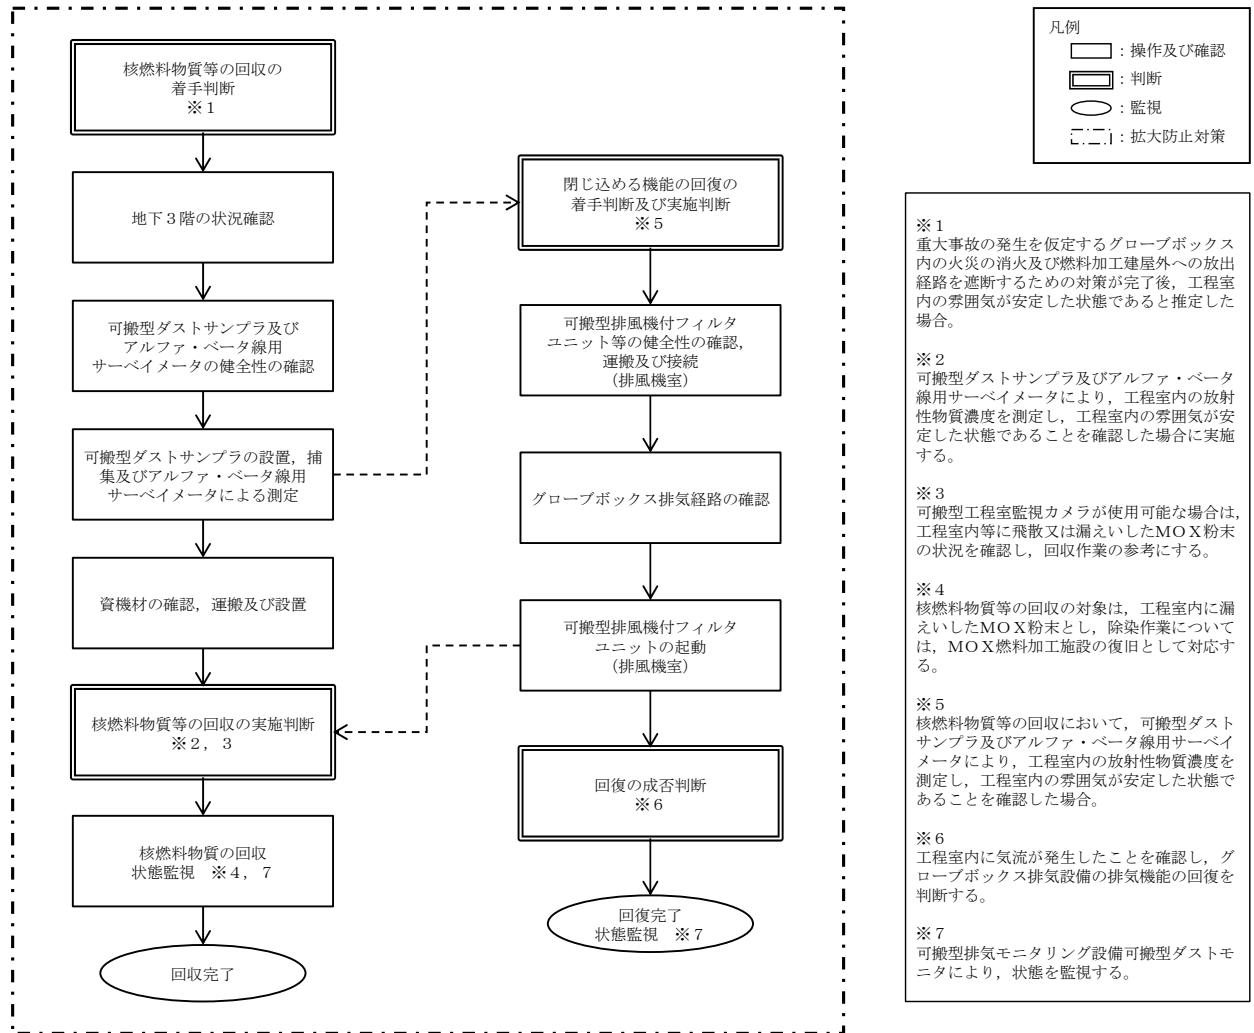 核燃料物質等の回収の
着手判断
※１
地下３階の状況確認
可搬型ダストサンプラ及び
アルファ・ベータ線用
サーベイメータの健全性の確認
可搬型ダストサンプラの設置，捕
集及びアルファ・ベータ線用
サーベイメータによる測定
資機材の確認，運搬及び設置
核燃料物質等の回収の実施判断
※２，３
核燃料物質の回収
状態監視　※４，７
回収完了
閉じ込める機能の回復の
着手判断及び実施判断
※５
可搬型排風機付フィルタ
ユニット等の健全性の確認，
運搬及び接続
（排風機室）
グローブボックス排気経路の確認
可搬型排風機付フィルタ
ユニットの起動
（排風機室）
回復の成否判断
※６
回復完了
状態監視　※７
凡例
：操作及び確認
：判断
：監視
：拡大防止対策
※１
重大事故の発生を仮定するグローブボックス
内の火災の消火及び燃料加工建屋外への放出
経路を遮断するための対策が完了後，工程室
内の雰囲気が安定した状態であると推定した
場合。
※２
可搬型ダストサンプラ及びアルファ・ベータ
線用サーベイメータにより，工程室内の放射
性物質濃度を測定し，工程室内の雰囲気が安
定した状態であることを確認した場合に実施
する。
※３
可搬型工程室監視カメラが使用可能な場合は，
工程室内等に飛散又は漏えいしたＭＯＸ粉末
の状況を確認し，回収作業の参考にする。
※４
核燃料物質等の回収の対象は，工程室内に漏
えいしたＭＯＸ粉末とし，除染作業について
は，ＭＯＸ燃料加工施設の復旧として対応す
る。
※５
核燃料物質等の回収において，可搬型ダスト
サンプラ及びアルファ・ベータ線用サーベイ
メータにより，工程室内の放射性物質濃度を
測定し，工程室内の雰囲気が安定した状態で
あることを確認した場合。
※６
工程室内に気流が発生したことを確認し，グ
ローブボックス排気設備の排気機能の回復を
判断する。
※７
可搬型排気モニタリング設備可搬型ダストモ
ニタにより，状態を監視する。